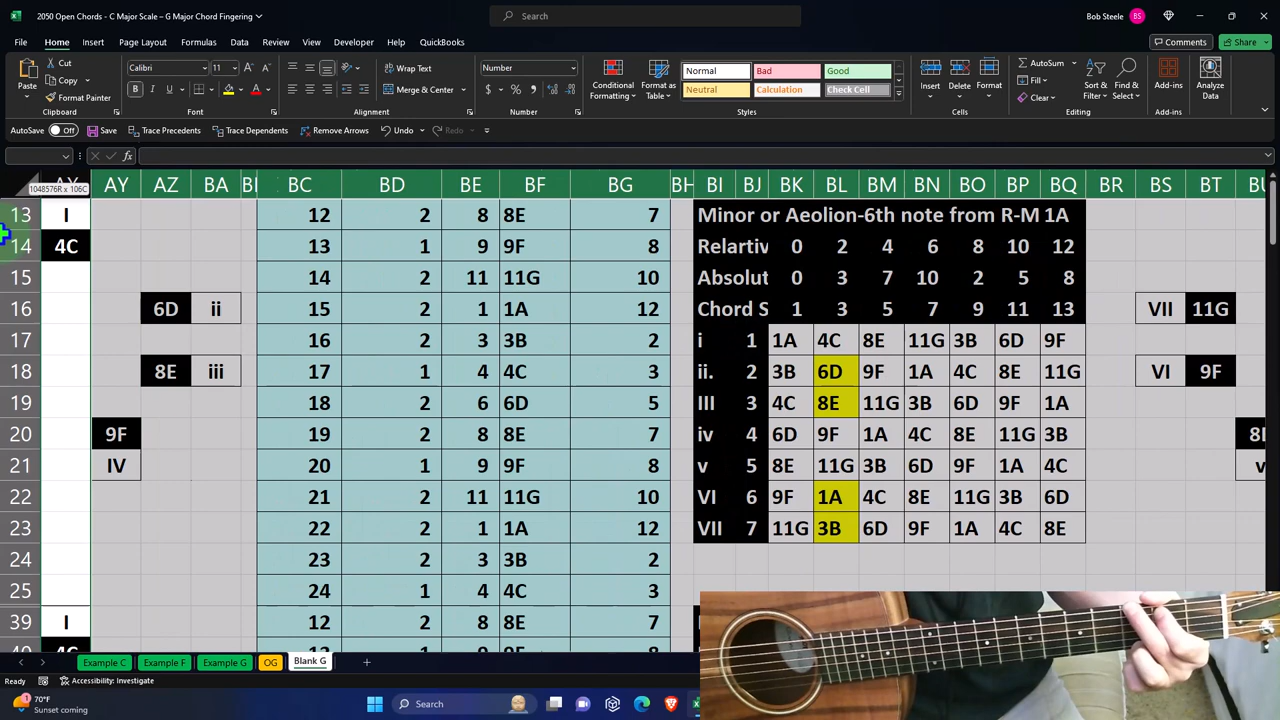 2050 Open Chords - C Major Scale – G Major Chord Fingering
Search
Bob Steele
BS
File Home Insert Page Layout Formulas Data Review View Developer Help QuickBooks
Comments
Share
Paste
Cut
Copy
Format Painter
Clipboard
Calibri
11
Font
Wrap Text
Merge & Center
Alignment
Number
Number
Conditional Formatting
Format as Table
Normal Bad Good
Neutral Calculation Check Cell
Styles
Insert Delete Format
Cells
AutoSum
Fill
Clear
Sort & Filter
Find & Select
Editing
Add-ins
Add-ins
Analyze Data
AutoSave Off Save Trace Precedents Trace Dependents Remove Arrows Undo Redo
fx
1048576R x 106C
AY AZ BA BC BD BE BF BG BH BI BJ BK BL BM BN BO BP BQ BR BS BT
13 I 12 2 8 8E 7 Minor or Aeolion-6th note from R-M 1A
14 4C 13 1 9 9F 8 Relartiv 0 2 4 6 8 10 12
15 14 2 11 11G 10 Absolut 0 3 7 10 2 5 8
16 6D ii 15 2 1 1A 12 Chord S 1 3 5 7 9 11 13 VII 11G
17 16 2 3 3B 2 i 1 1A 4C 8E 11G 3B 6D 9F
18 8E iii 17 1 4 4C 3 ii. 2 3B 6D 9F 1A 4C 8E 11G VI 9F
19 18 2 6 6D 5 III 3 4C 8E 11G 3B 6D 9F 1A
20 9F 19 2 8 8E 7 iv 4 6D 9F 1A 4C 8E 11G 3B
21 IV 20 1 9 9F 8 v 5 8E 11G 3B 6D 9F 1A 4C v
22 21 2 11 11G 10 VI 6 9F 1A 4C 8E 11G 3B 6D
23 22 2 1 1A 12 VII 7 11G 3B 6D 9F 1A 4C 8E
24 23 2 3 3B 2
25 24 1 4 4C 3
39 I 12 2 8 8E 7
Example C Example F Example G OG Blank G
Ready
Accessibility: Investigate
1
70°F
Sunset coming
Search